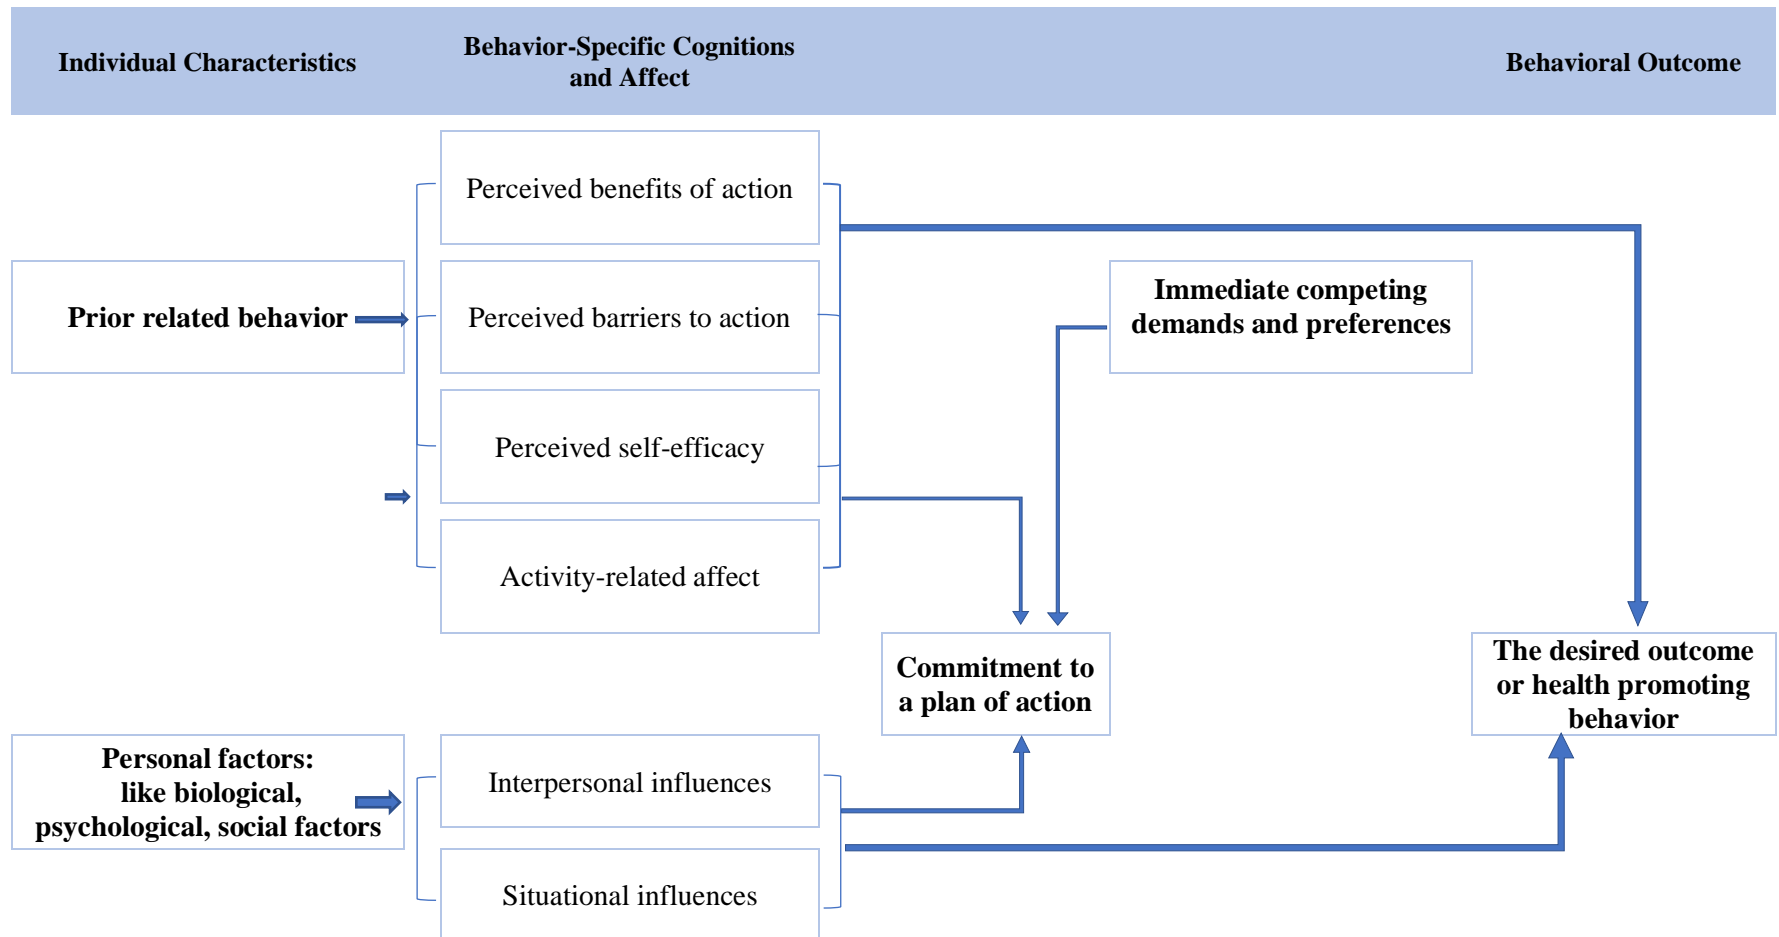 Individual Characteristics
Behavior-Specific Cognitions
and Affect
Behavioral Outcome
Perceived benefits of action
Prior related behavior
Perceived barriers to action
Immediate competing
demands and preferences
Perceived self-efficacy
Activity-related affect
Commitment to
a plan of action
The desired outcome
or health promoting
behavior
Personal factors:
like biological,
psychological, social factors
Interpersonal influences
Situational influences